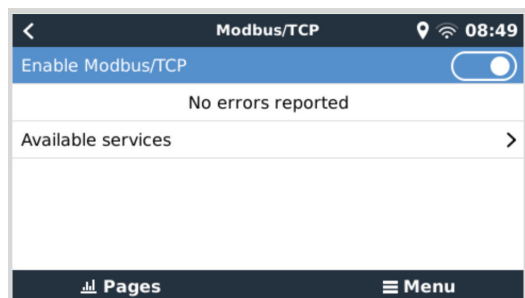 Modbus/TCP 08:49
Enable Modbus/TCP
No errors reported
Available services
Pages Menu